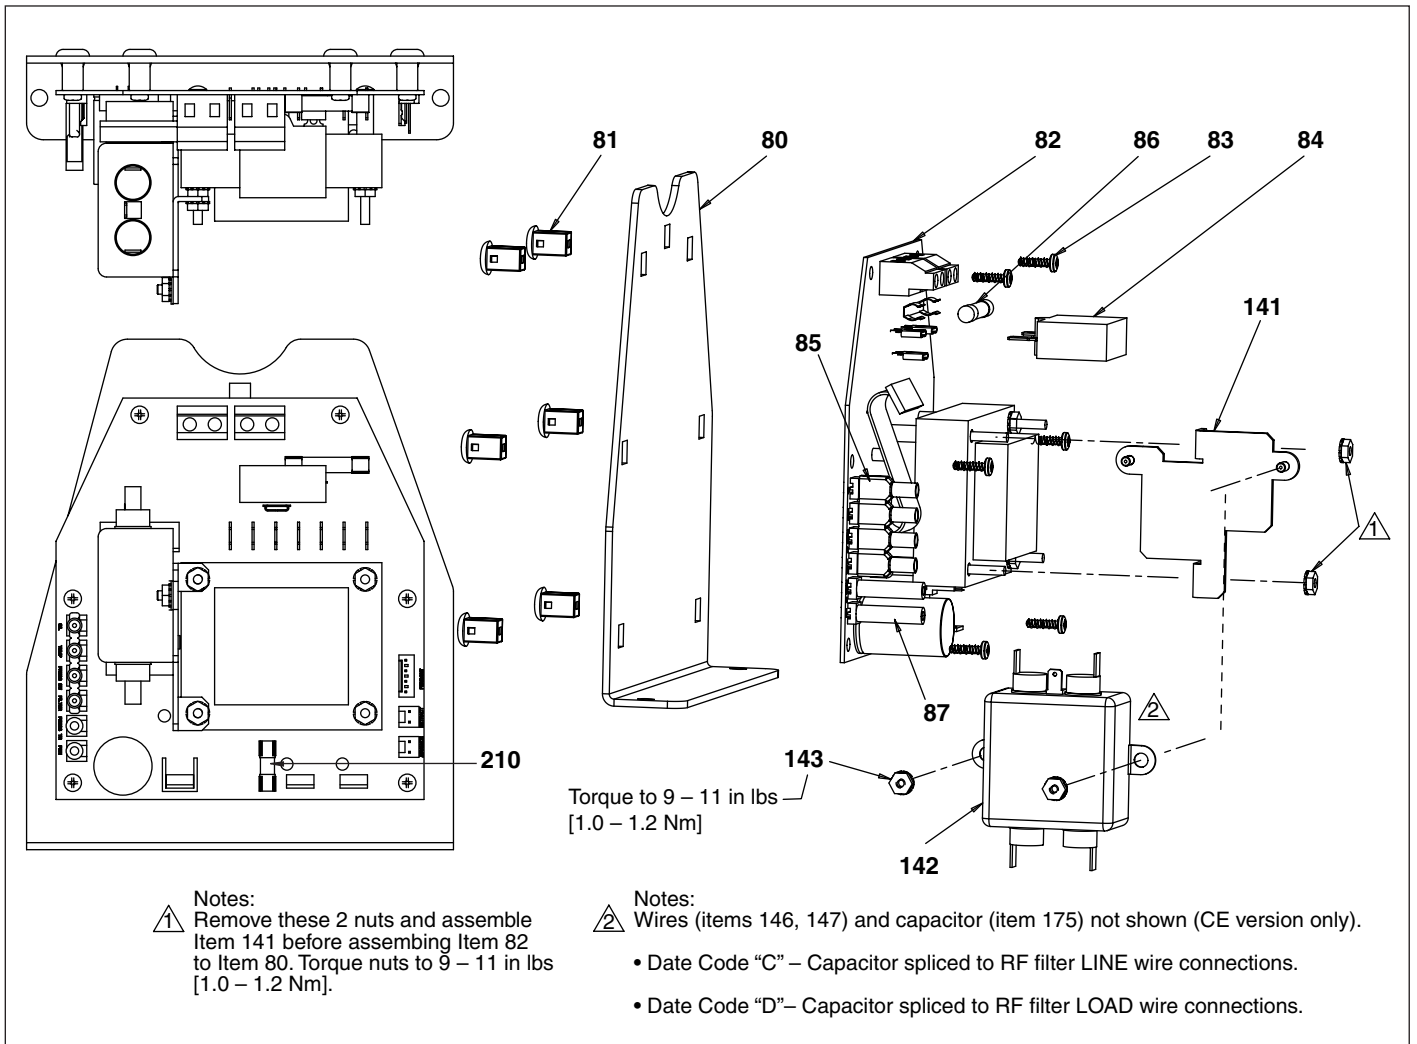 81
80
82
86
83
84
141
85
1
87
2
210
143
Torque to 9 – 11 in lbs
[1.0 – 1.2 Nm]
142
Notes:
1 Remove these 2 nuts and assemble
Item 141 before assembing Item 82
to Item 80. Torque nuts to 9 – 11 in lbs
[1.0 – 1.2 Nm].
Notes:
2 Wires (items 146, 147) and capacitor (item 175) not shown (CE version only).
• Date Code “C” – Capacitor spliced to RF filter LINE wire connections.
• Date Code “D”– Capacitor spliced to RF filter LOAD wire connections.